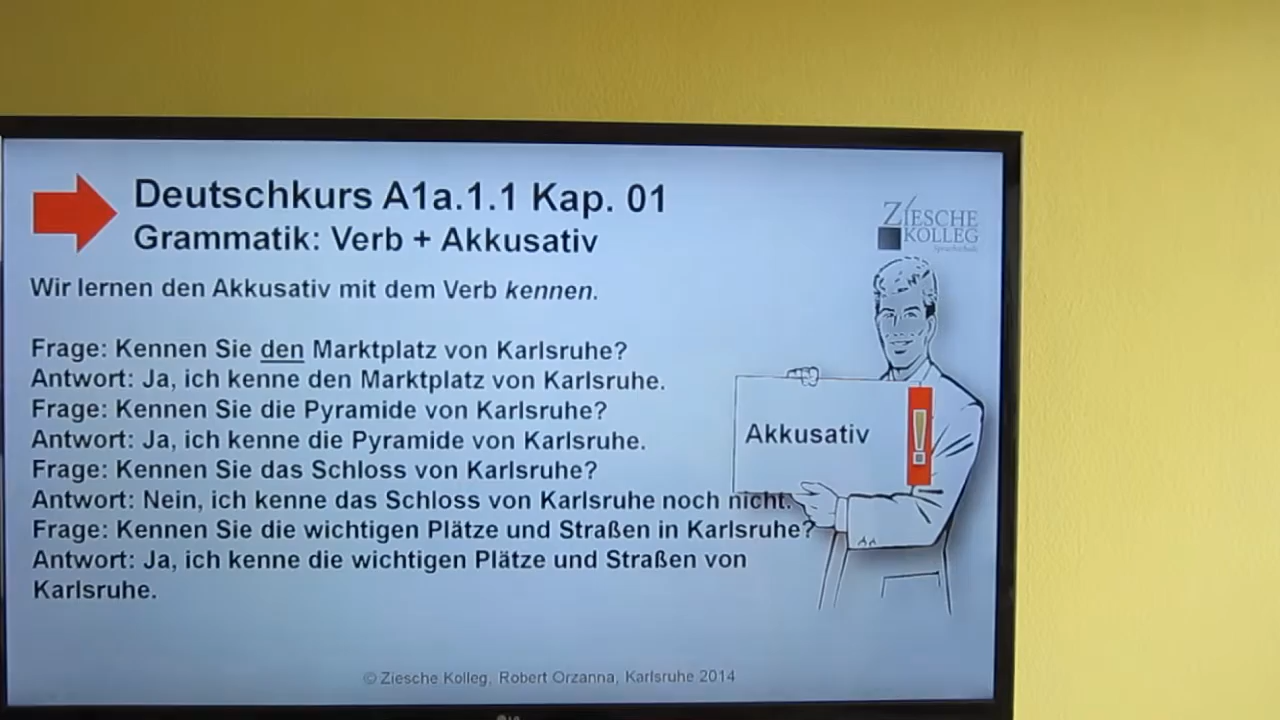 Deutschkurs A1a.1.1 Kap. 01
Grammatik: Verb + Akkusativ
ZIESCHE
KOLLEG
Wir lernen den Akkusativ mit dem Verb kennen.
Frage: Kennen Sie den Marktplatz von Karlsruhe?
Antwort: Ja, ich kenne den Marktplatz von Karlsruhe.
Frage: Kennen Sie die Pyramide von Karlsruhe?
Antwort: Ja, ich kenne die Pyramide von Karlsruhe.
Frage: Kennen Sie das Schloss von Karlsruhe?
Antwort: Nein, ich kenne das Schloss von Karlsruhe noch nicht.
Frage: Kennen Sie die wichtigen Plätze und Straßen in Karlsruhe?
Antwort: Ja, ich kenne die wichtigen Plätze und Straßen von
Karlsruhe.
Akkusativ !
© Ziesche Kolleg, Robert Orzanna, Karlsruhe 2014